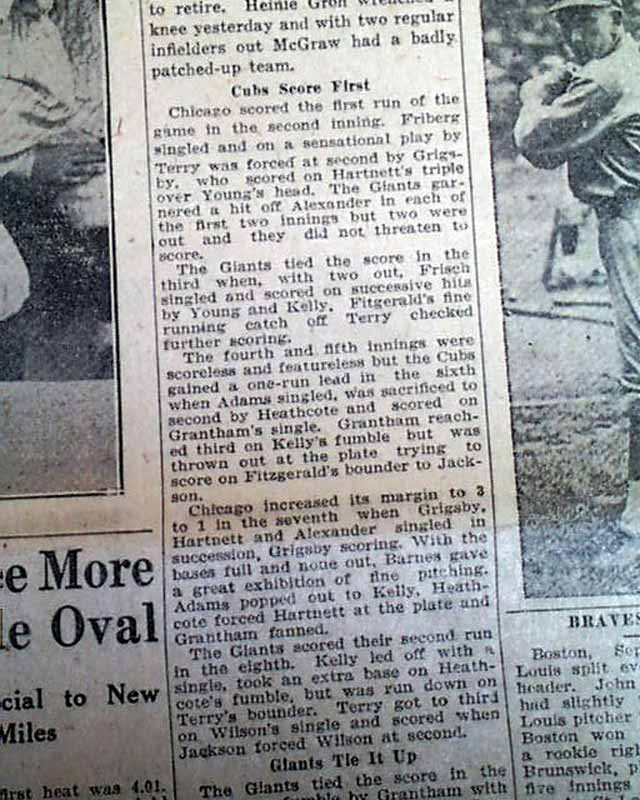 to retire. Heinie Groh wrenched a
knee yesterday and with two regular
infielders out McGraw had a badly
patched-up team.
Cubs Score First
Chicago scored the first run of the
game in the second inning. Friberg
singled and on a sensational play by
Terry was forced at second by Grigs-
by, who scored on Hartnett's triple
over Young's head. The Giants gar-
nered a hit off Alexander in each of
the first two innings but two were
out and they did not threaten to
score.
The Giants tied the score in the
third when, with two out, Frisch
singled and scored on successive hits
by Young and Kelly. Fitgerald's fine
running catch off Terry checked
further scoring.
The fourth and fifth innings were
scoreless and featureless but the Cubs
gained a one-run lead in the sixth
when Adams singled, was sacrificed to
second by Heathcote and scored on
Grantham's single. Grantham reach-
ed third on Kelly's fumble but was
thrown out at the plate trying to
score on Fitzgerald's bounder to Jack-
son.
Chicago increased its margin to 3
to 1 in the seventh when Grigsby,
Hartnett and Alexander singled in
succession, Grigsby scoring. With the
bases full and none out, Barnes gave
a great exhibition of fine pitching.
Adams popped out to Kelly, Heath-
cote forced Hartnett at the plate and
Grantham fanned.
The Giants scored their second run
in the eighth. Kelly led off with a
single, took an extra base on Heath-
cote's fumble, but was run down on
Terry's bounder. Terry got to third
on Wilson's single and scored when
Jackson forced Wilson at second.
Giants Tie It Up
The Giants tied the score in the
fumble by Grantham with
e More
le Oval
cial to New
Miles
first heat was 4.01.
BRAVES
Boston, Sep
Louis split ev
header. John
had slightly
Louis pitcher
Boston won
a rookie righ
Brunswick, p
five innings